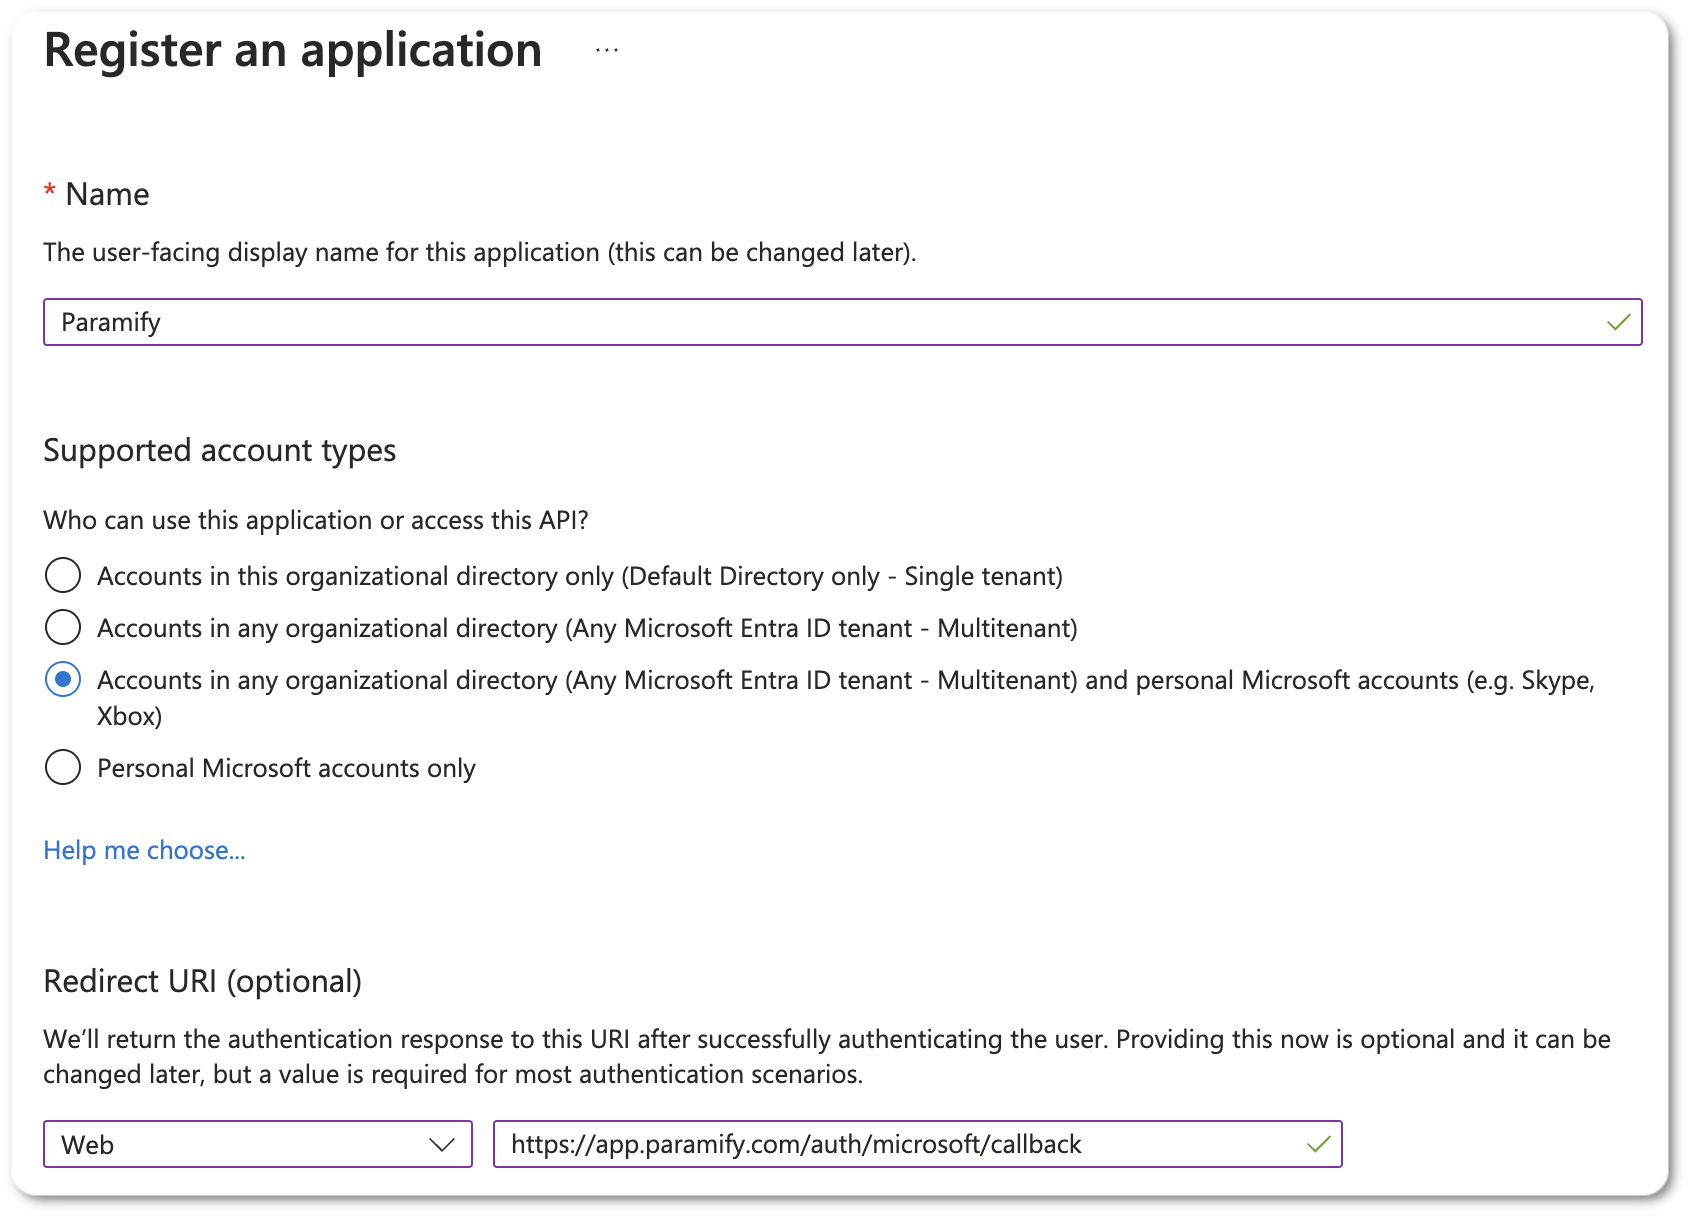 Register an application ...
* Name
The user-facing display name for this application (this can be changed later).
Paramify
Supported account types
Who can use this application or access this API?
Accounts in this organizational directory only (Default Directory only - Single tenant)
Accounts in any organizational directory (Any Microsoft Entra ID tenant - Multitenant)
Accounts in any organizational directory (Any Microsoft Entra ID tenant - Multitenant) and personal Microsoft accounts (e.g. Skype,
Xbox)
Personal Microsoft accounts only
Help me choose...
Redirect URI (optional)
We’ll return the authentication response to this URI after successfully authenticating the user. Providing this now is optional and it can be
changed later, but a value is required for most authentication scenarios.
Web https://app.paramify.com/auth/microsoft/callback